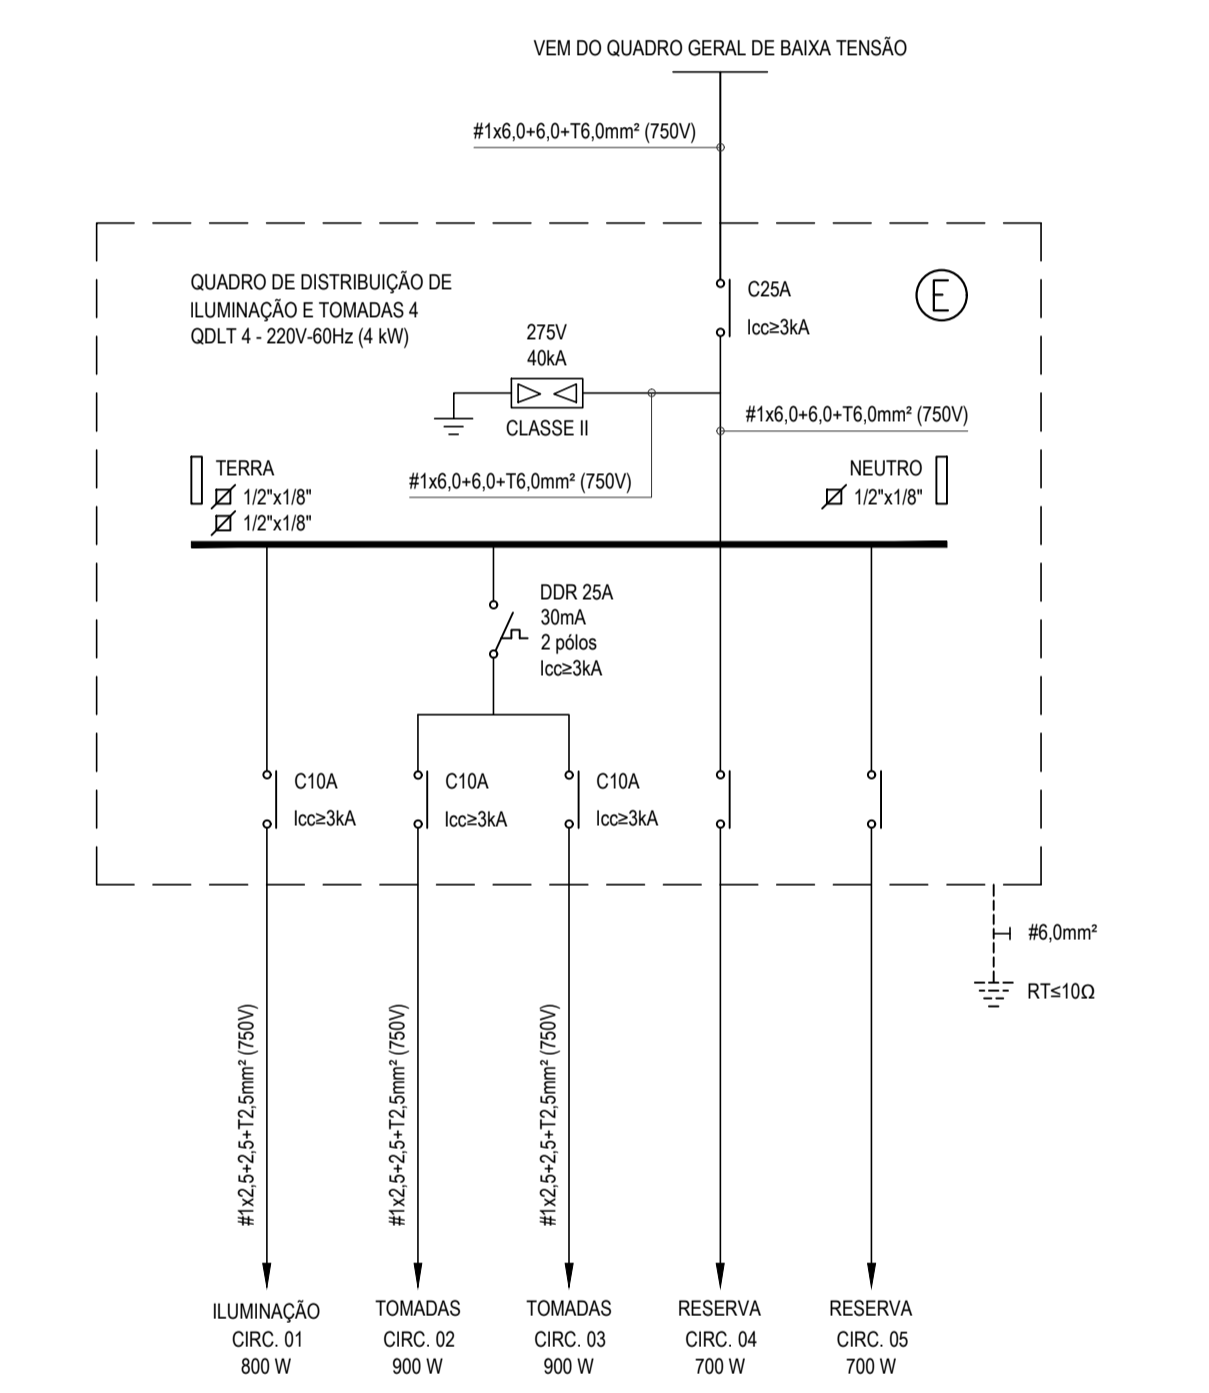 VEM DO QUADRO GERAL DE BAIXA TENSÃO
#1x6,0+6,0+T6,0mm² (750V)
QUADRO DE DISTRIBUIÇÃO DE
ILUMINAÇÃO E TOMADAS 4
QDLT 4 - 220V-60Hz (4 kW)
C25A
Icc≥3kA
E
275V
40kA
CLASSE II
#1x6,0+6,0+T6,0mm² (750V)
#1x6,0+6,0+T6,0mm² (750V)
TERRA
1/2"x1/8"
1/2"x1/8"
NEUTRO
1/2"x1/8"
DDR 25A
30mA
2 pólos
Icc≥3kA
C10A
Icc≥3kA
C10A
Icc≥3kA
C10A
Icc≥3kA
#6,0mm²
RT≤10Ω
#1x2,5+2,5+T2,5mm² (750V)
#1x2,5+2,5+T2,5mm² (750V)
#1x2,5+2,5+T2,5mm² (750V)
ILUMINAÇÃO
CIRC. 01
800 W
TOMADAS
CIRC. 02
900 W
TOMADAS
CIRC. 03
900 W
RESERVA
CIRC. 04
700 W
RESERVA
CIRC. 05
700 W